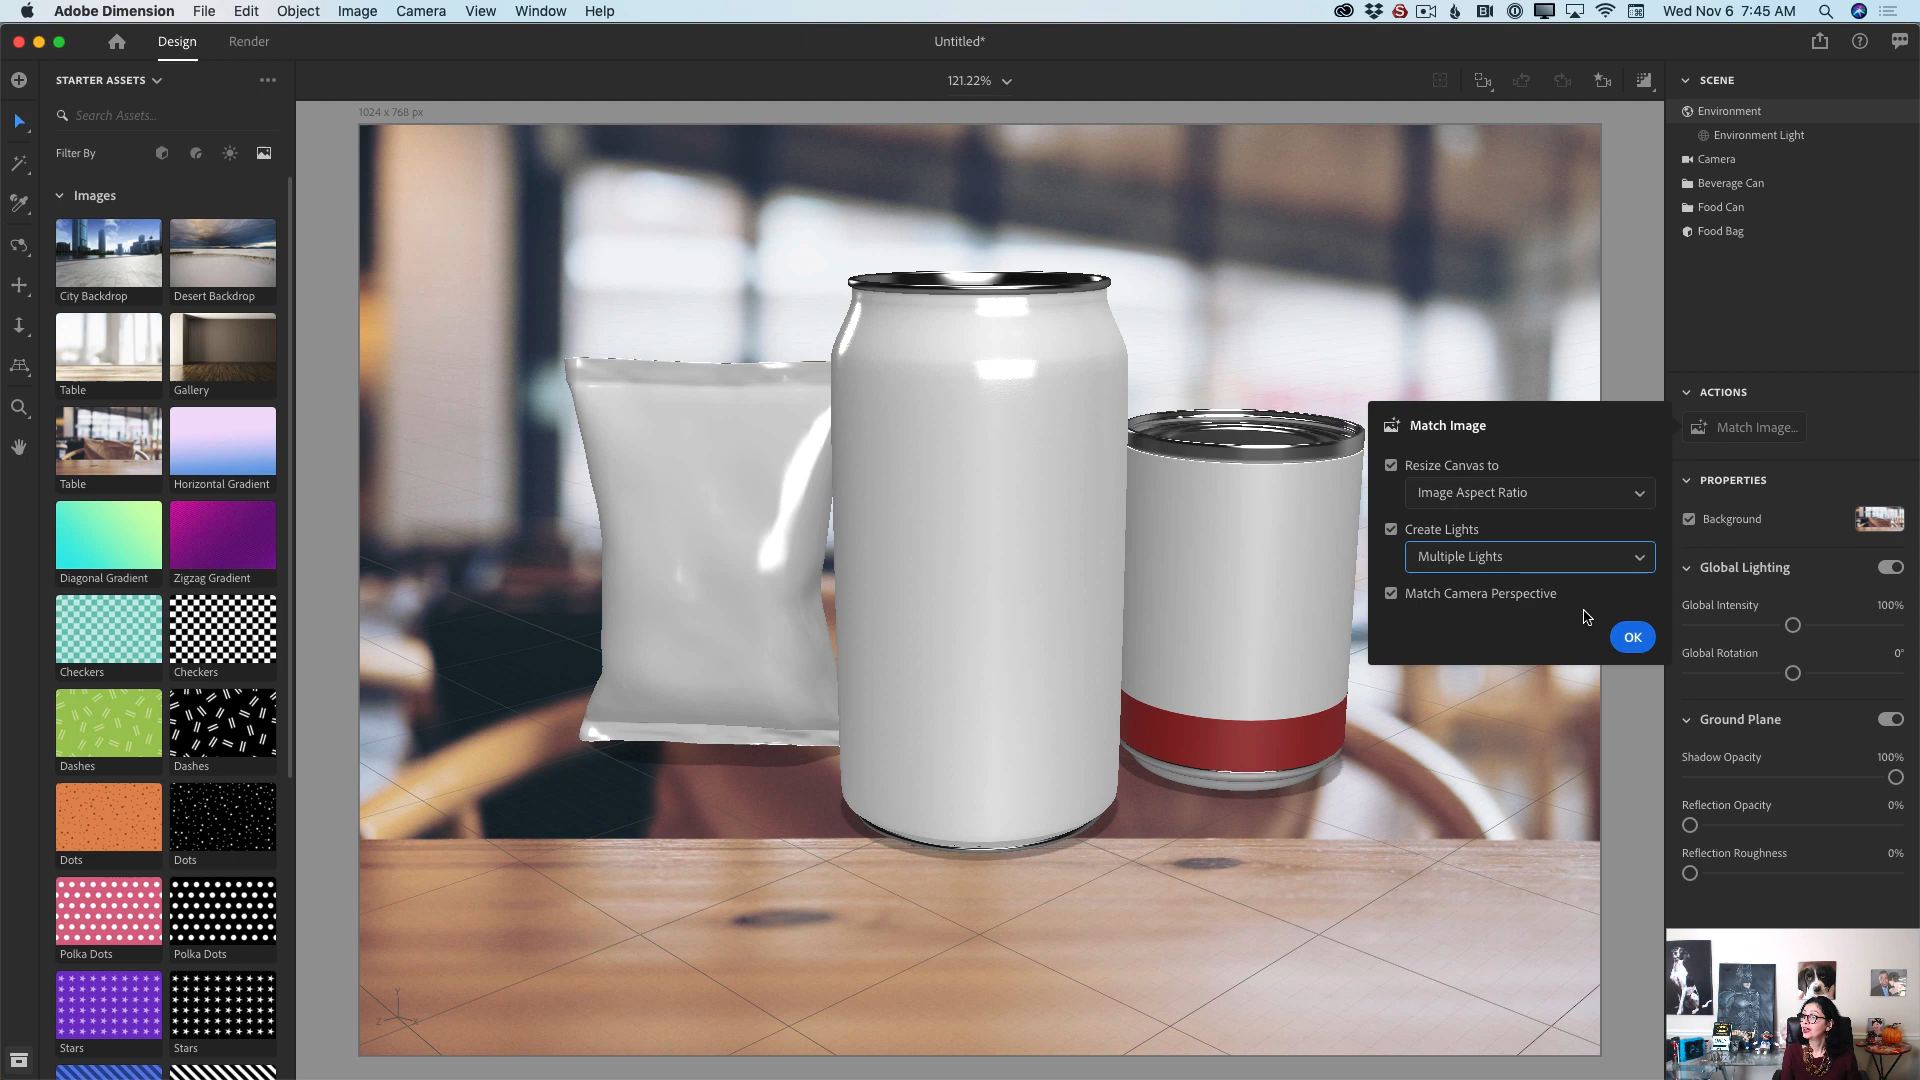 Adobe Dimension File Edit Object Image Camera View Window Help
Wed Nov 6 7:45 AM
Design Render
Untitled*
STARTER ASSETS
121.22%
Search Assets...
Filter By
Images
City Backdrop Desert Backdrop
Table Gallery
Table Horizontal Gradient
Diagonal Gradient Zigzag Gradient
Checkers Checkers
Dashes Dashes
Dots Dots
Polka Dots Polka Dots
Stars Stars
1024 x 768 px
Y
Z X
Match Image
Resize Canvas to
Image Aspect Ratio
Create Lights
Multiple Lights
Match Camera Perspective
OK
SCENE
Environment
Environment Light
Camera
Beverage Can
Food Can
Food Bag
ACTIONS
Match Image...
PROPERTIES
Background
Global Lighting
Global Intensity 100%
Global Rotation 0°
Ground Plane
Shadow Opacity 100%
Reflection Opacity 0%
Reflection Roughness 0%